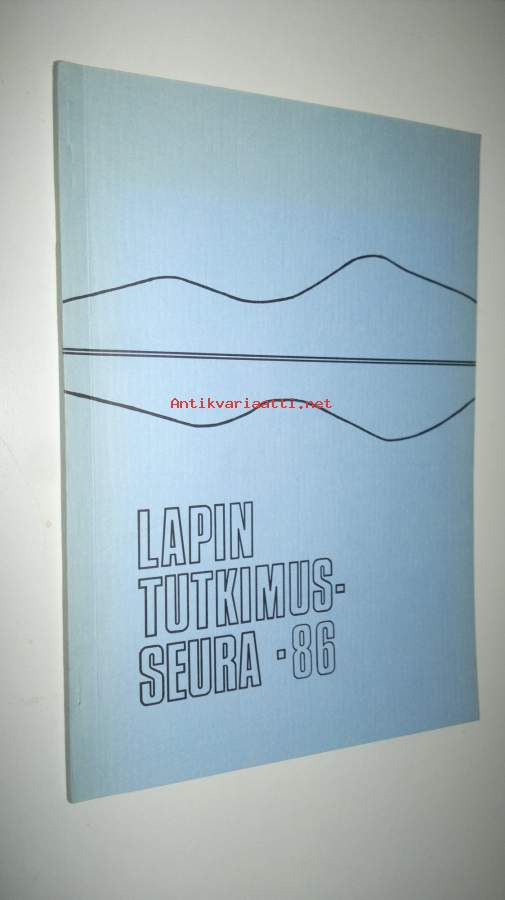 Antikvariaatti.net
LAPIN
TUTKIMUS-
SEURA •86